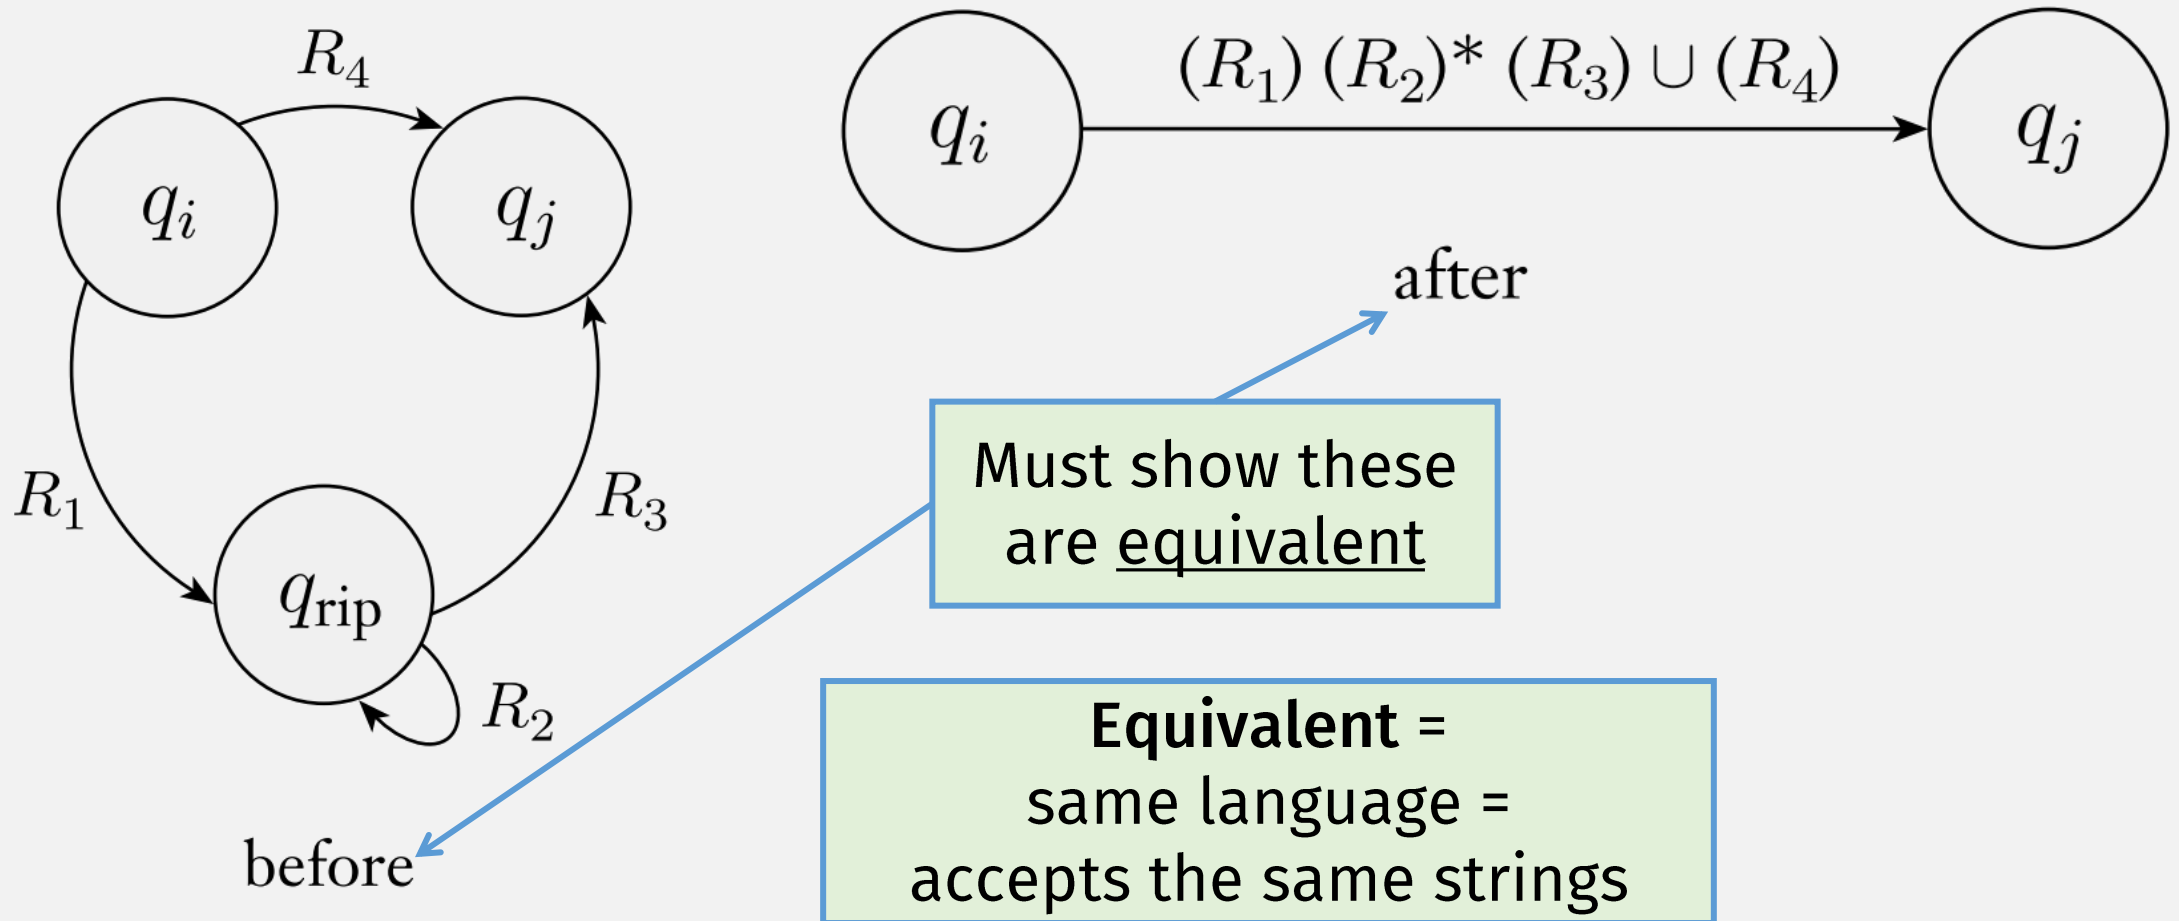 R₄
qᵢ
qⱼ
R₁
R₃
q_rip
R₂
before
qᵢ
(R₁) (R₂)* (R₃) ∪ (R₄)
qⱼ
after
Must show these
are equivalent
Equivalent =
same language =
accepts the same strings